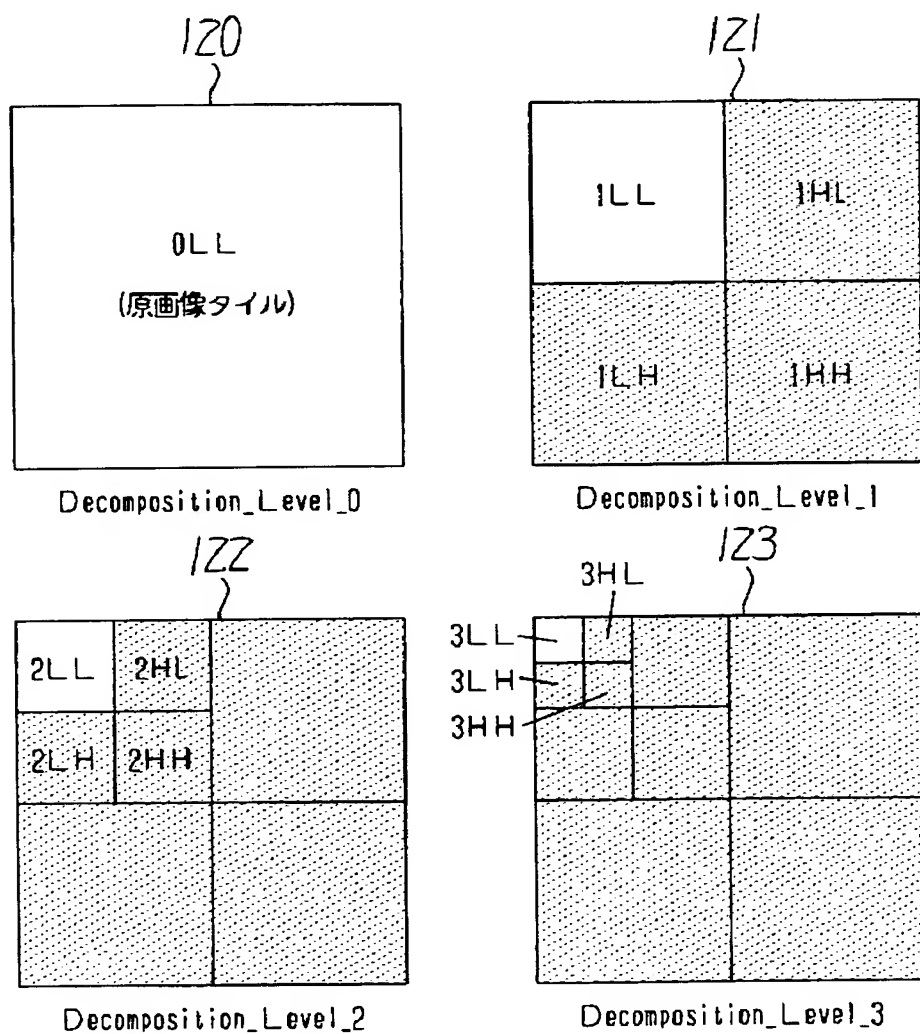 120
0LL
(原画像タイル)
Decomposition_Level_0
121
1LL 1HL
1LH 1HH
Decomposition_Level_1
122
2LL 2HL
2LH 2HH
Decomposition_Level_2
123
3HL
3LL
3LH
3HH
Decomposition_Level_3